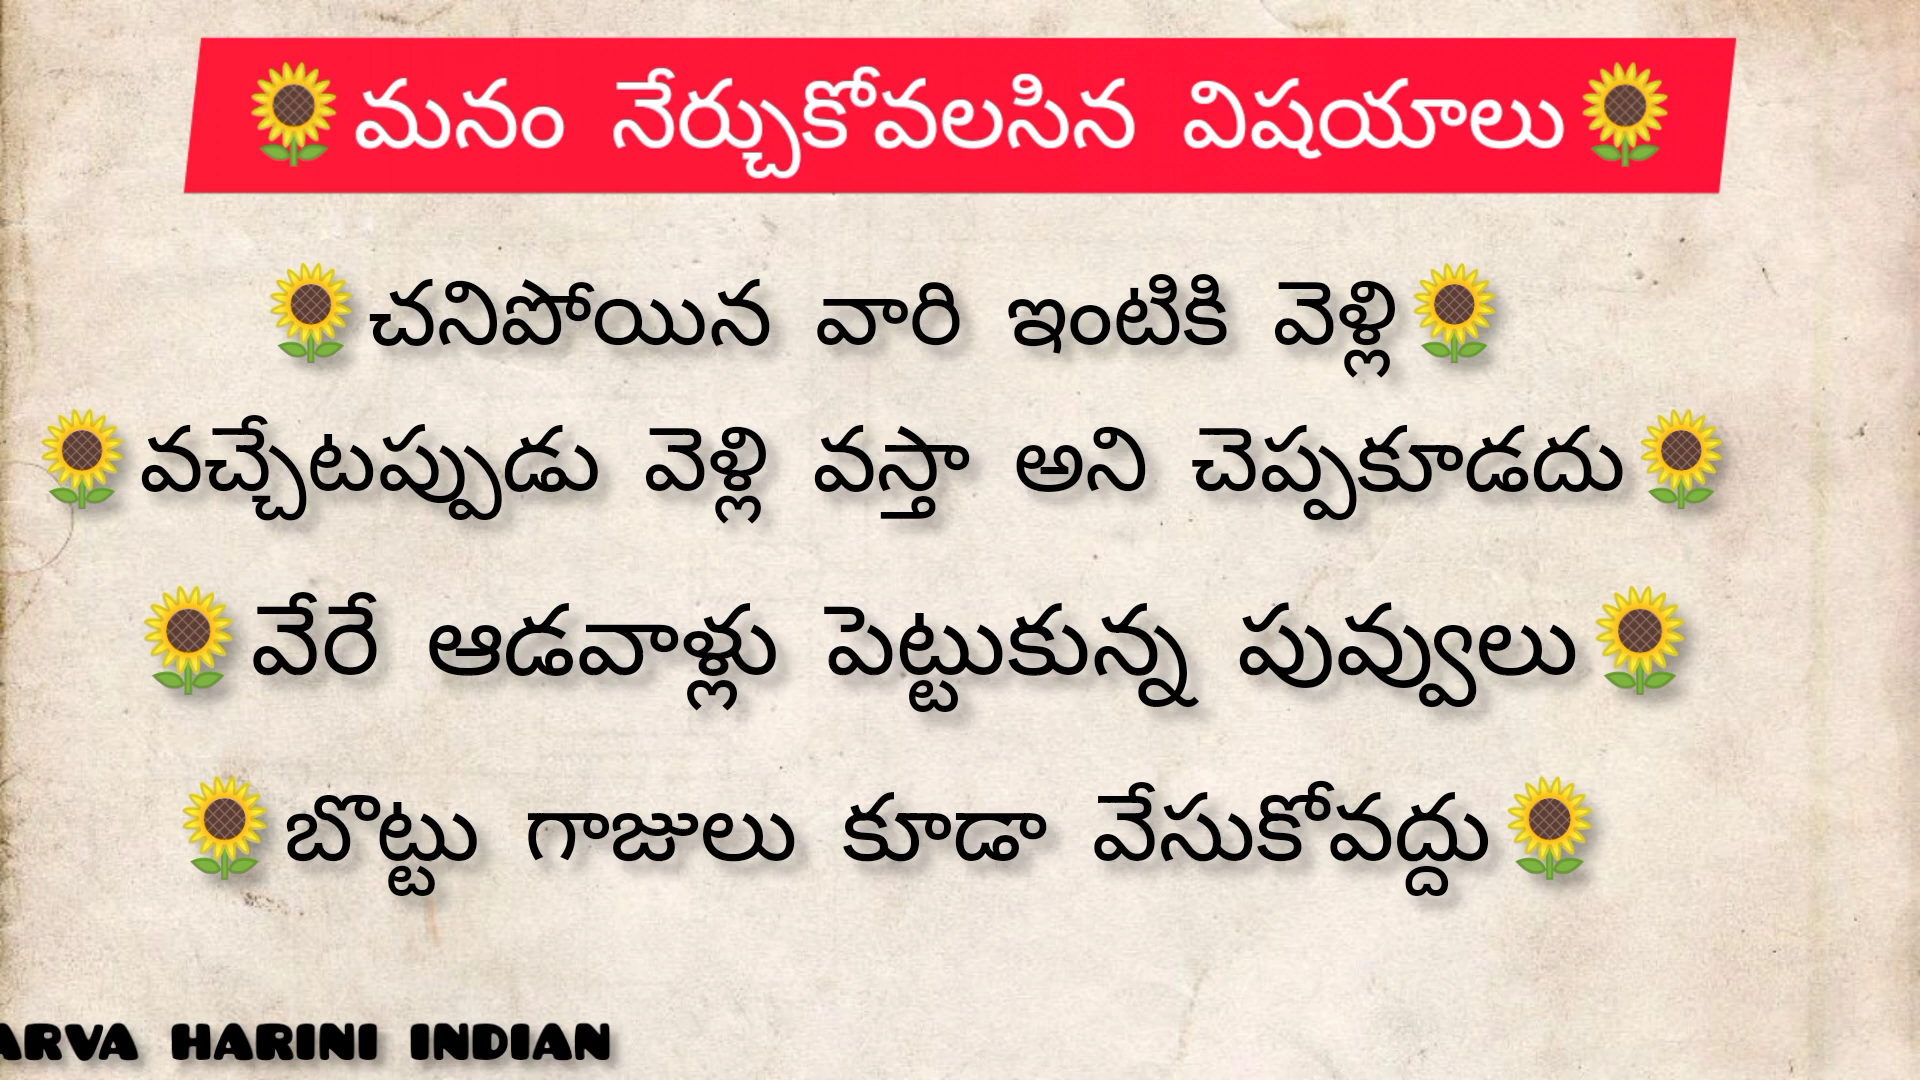 🌻మనం నేర్చుకోవలసిన విషయాలు🌻
🌻చనిపోయిన వారి ఇంటికి వెళ్లి🌻
🌻వచ్చేటప్పుడు వెళ్లి వస్తా అని చెప్పకూడదు🌻
🌻వేరే ఆడవాళ్లు పెట్టుకున్న పువ్వులు🌻
🌻బొట్టు గాజులు కూడా వేసుకోవద్దు🌻
ARVA HARINI INDIAN